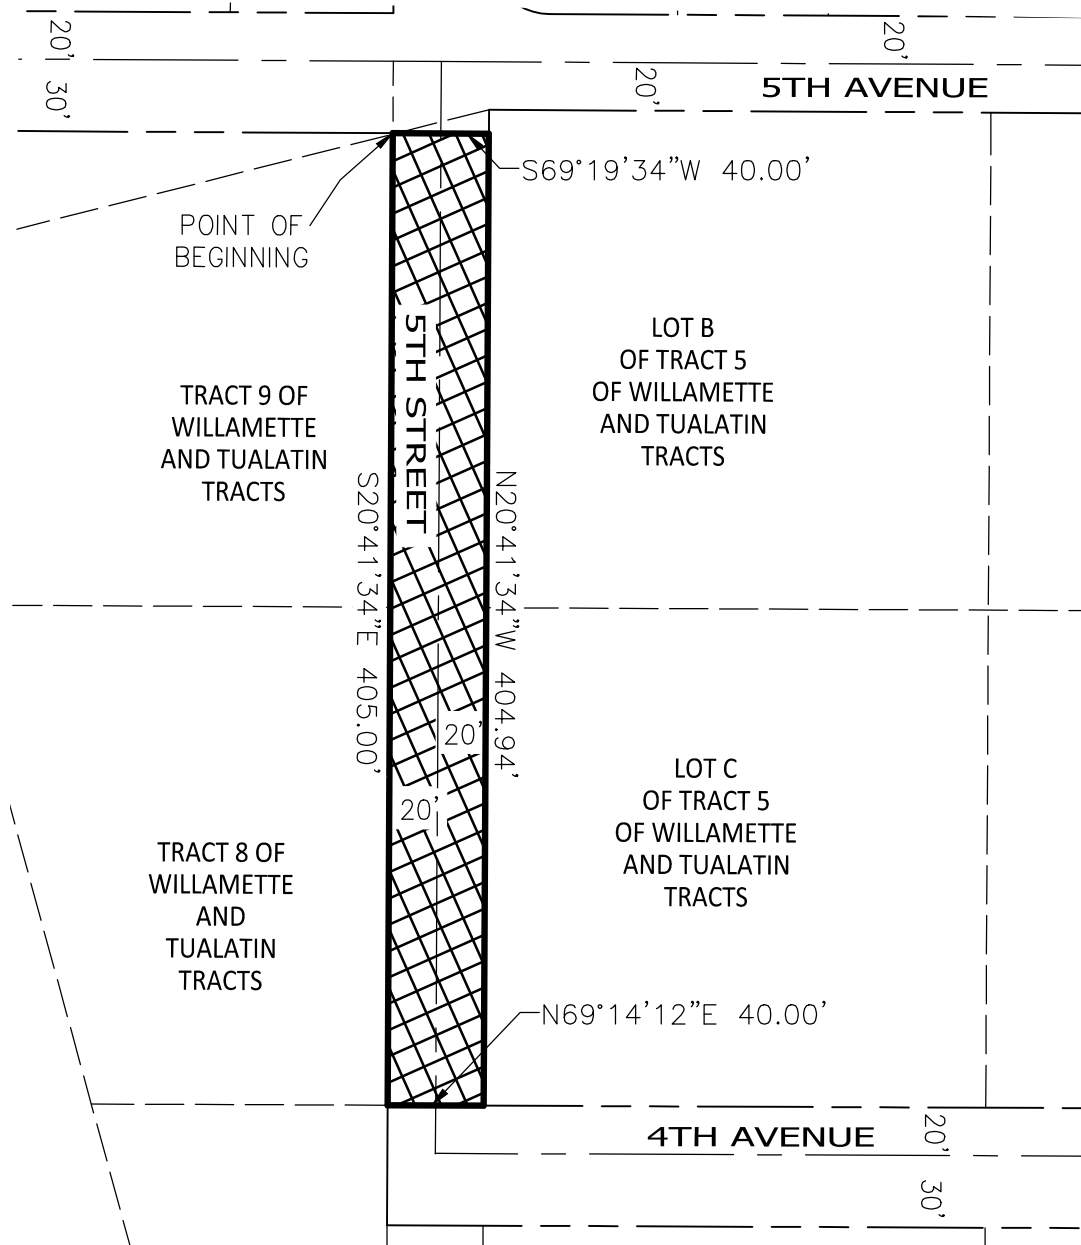 20'
20'
30'
20'
5TH AVENUE
S69°19'34"W 40.00'
POINT OF
BEGINNING
5TH STREET
LOT B
OF TRACT 5
OF WILLAMETTE
AND TUALATIN
TRACTS
TRACT 9 OF
WILLAMETTE
AND TUALATIN
TRACTS
S20°41'34"E 405.00'
N20°41'34"W 404.94'
20'
20'
LOT C
OF TRACT 5
OF WILLAMETTE
AND TUALATIN
TRACTS
TRACT 8 OF
WILLAMETTE
AND
TUALATIN
TRACTS
N69°14'12"E 40.00'
4TH AVENUE
20'
30'